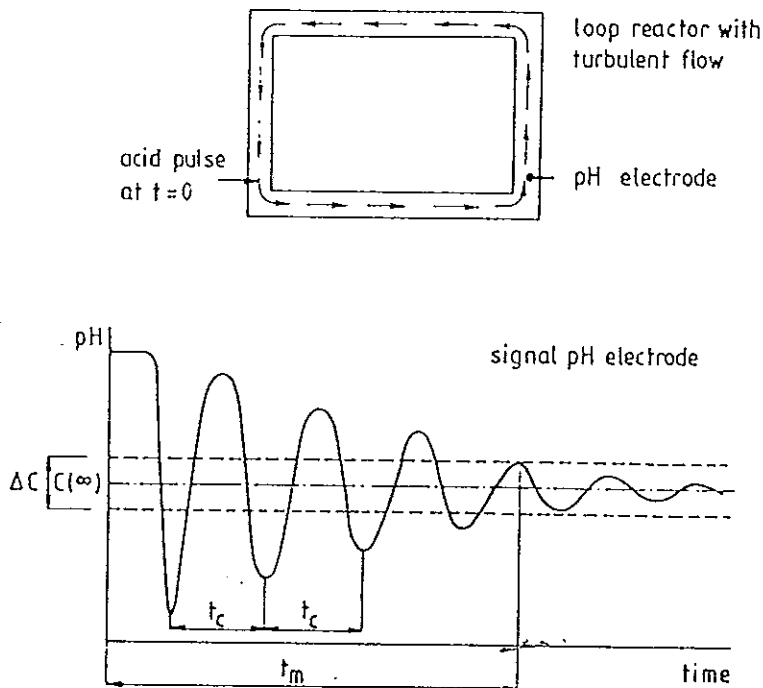 loop reactor with
turbulent flow
acid pulse
at t=0
pH electrode
pH
signal pH electrode
ΔC C(∞)
t_c t_c
t_m time